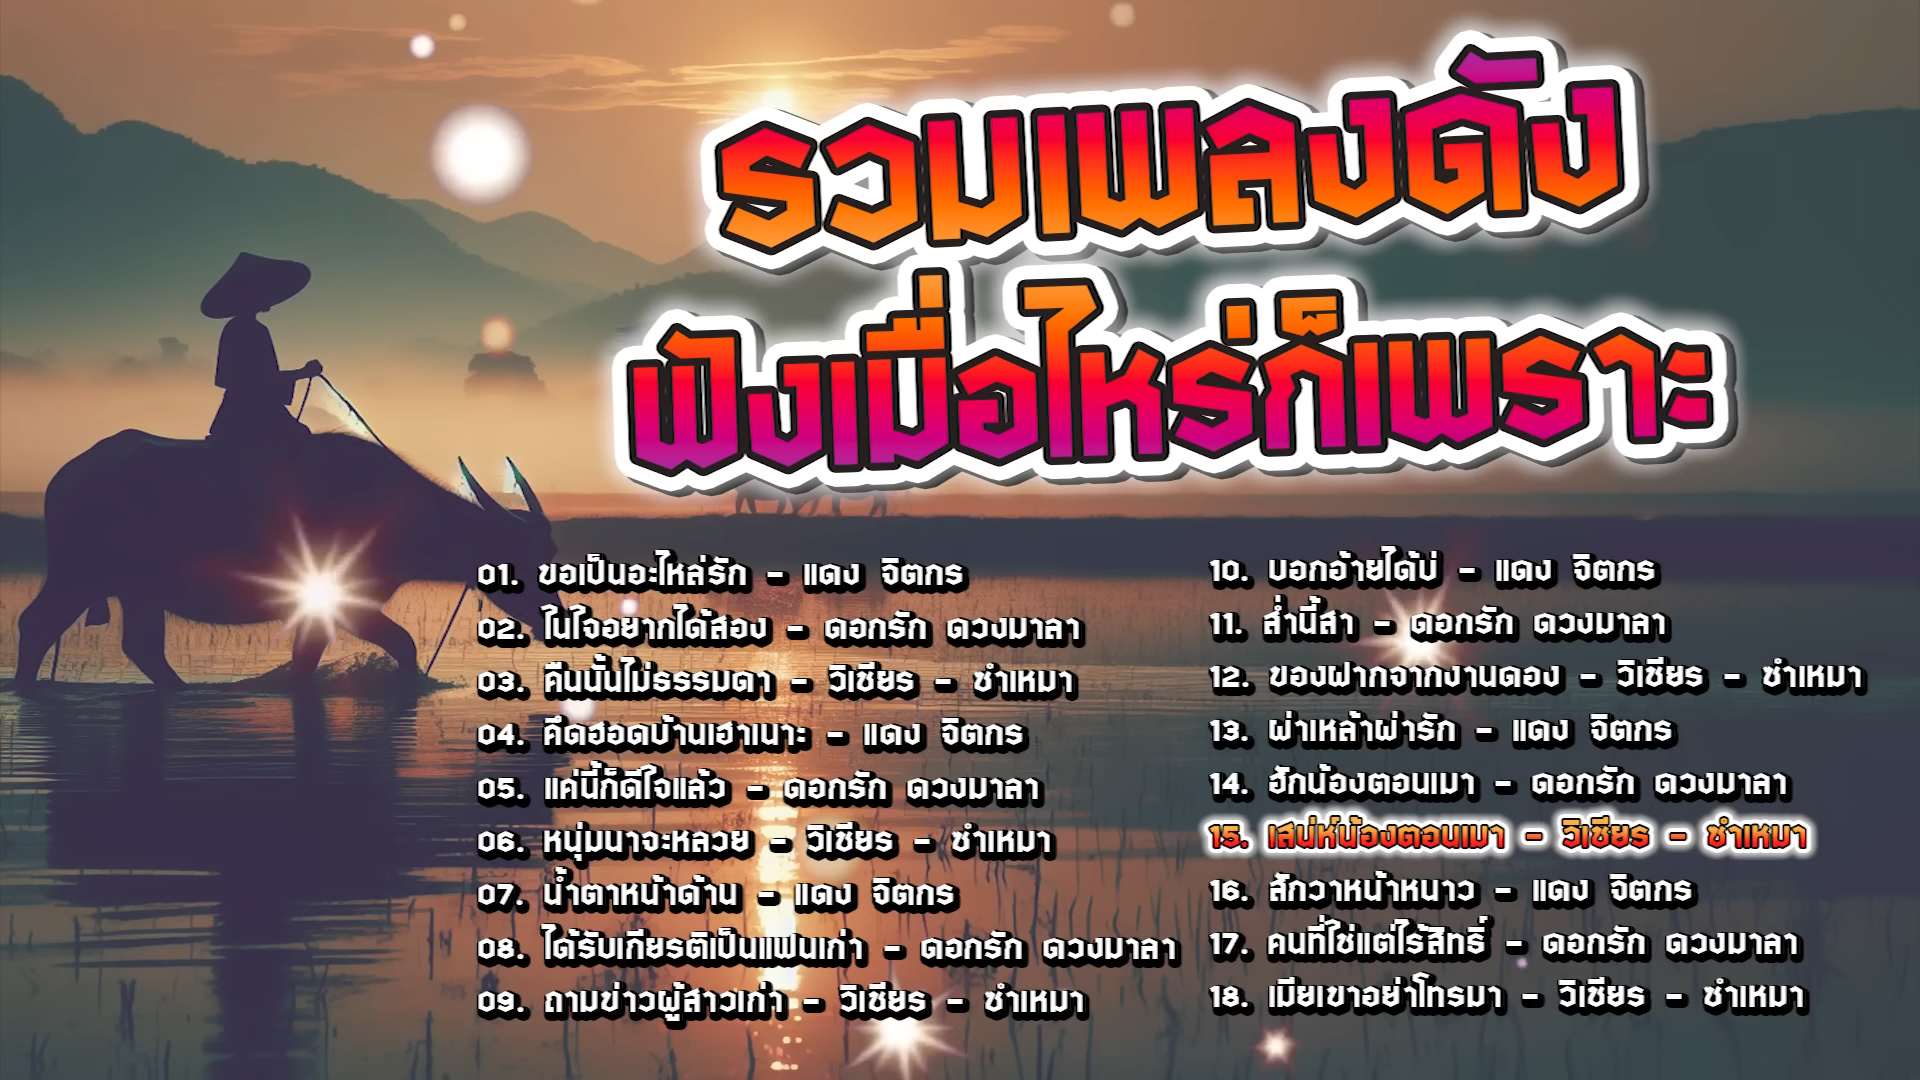 รวมเพลงดัง
ฟังเมื่อไหร่ก็เพราะ
01. ขอเป็นอะไหล่รัก - แดง จิตกร
02. ในใจอยากได้สอง - ดอกรัก ดวงมาลา
03. คืนนั้นไม่ธรรมดา - วิเชียร - ซำเหมา
04. คึดฮอดบ้านเฮาเนาะ - แดง จิตกร
05. แค่นี้ก็ดีใจแล้ว - ดอกรัก ดวงมาลา
06. หนุ่มนาจะหลวย - วิเชียร - ซำเหมา
07. น้ำตาหน้าด้าน - แดง จิตกร
08. ได้รับเกียรติเป็นแฟนเก่า - ดอกรัก ดวงมาลา
09. ถามข่าวผู้สาวเก่า - วิเชียร - ซำเหมา
10. บอกอ้ายได้บ่ - แดง จิตกร
11. ส่ำนี้สา - ดอกรัก ดวงมาลา
12. ของฝากจากงานดอง - วิเชียร - ซำเหมา
13. ผ่าเหล้าผ่ารัก - แดง จิตกร
14. ฮักน้องตอนเมา - ดอกรัก ดวงมาลา
15. เสน่ห์น้องตอนเมา - วิเชียร - ซำเหมา
16. สักวาหน้าหนาว - แดง จิตกร
17. คนที่ใช่แต่ไร้สิทธิ์ - ดอกรัก ดวงมาลา
18. เมียเขาอย่าโทรมา - วิเชียร - ซำเหมา